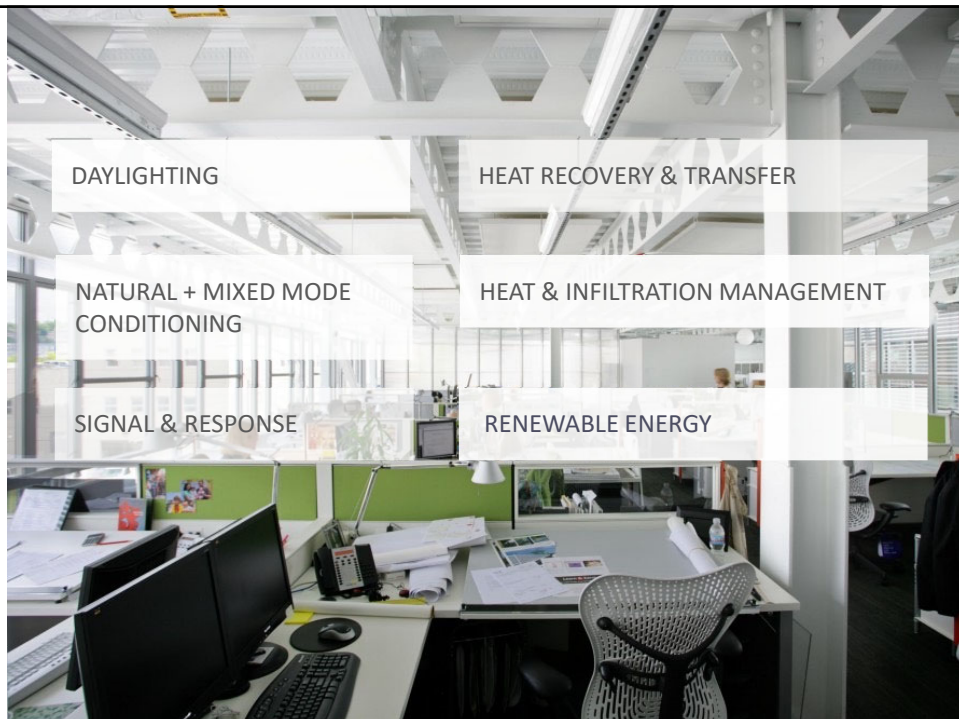 DAYLIGHTING
HEAT RECOVERY & TRANSFER
NATURAL + MIXED MODE
CONDITIONING
HEAT & INFILTRATION MANAGEMENT
SIGNAL & RESPONSE
RENEWABLE ENERGY